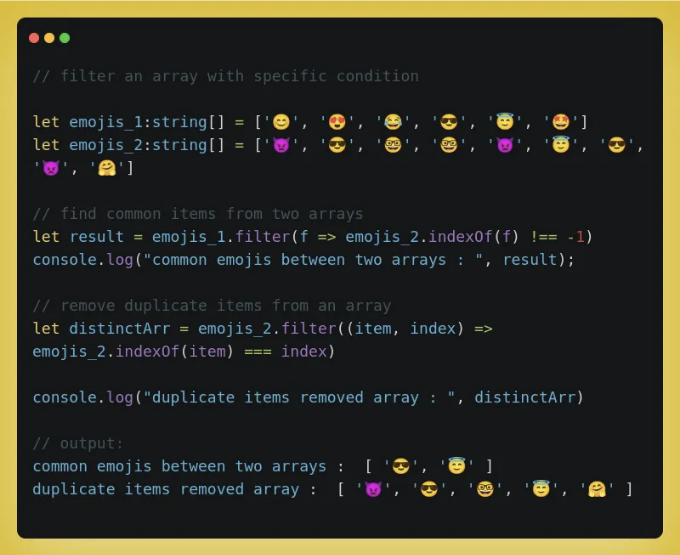 // filter an array with specific condition
let emojis_1:string[] = ['😊', '😍', '😂', '😎', '😇', '🤩']
let emojis_2:string[] = ['👿', '😎', '🤓', '🤓', '👿', '😇', '😎',
'👿', '🤗']
// find common items from two arrays
let result = emojis_1.filter(f => emojis_2.indexOf(f) !== -1)
console.log("common emojis between two arrays : ", result);
// remove duplicate items from an array
let distinctArr = emojis_2.filter((item, index) =>
emojis_2.indexOf(item) === index)
console.log("duplicate items removed array : ", distinctArr)
// output:
common emojis between two arrays :  [ '😎', '😇' ]
duplicate items removed array :  [ '👿', '😎', '🤓', '😇', '🤗' ]